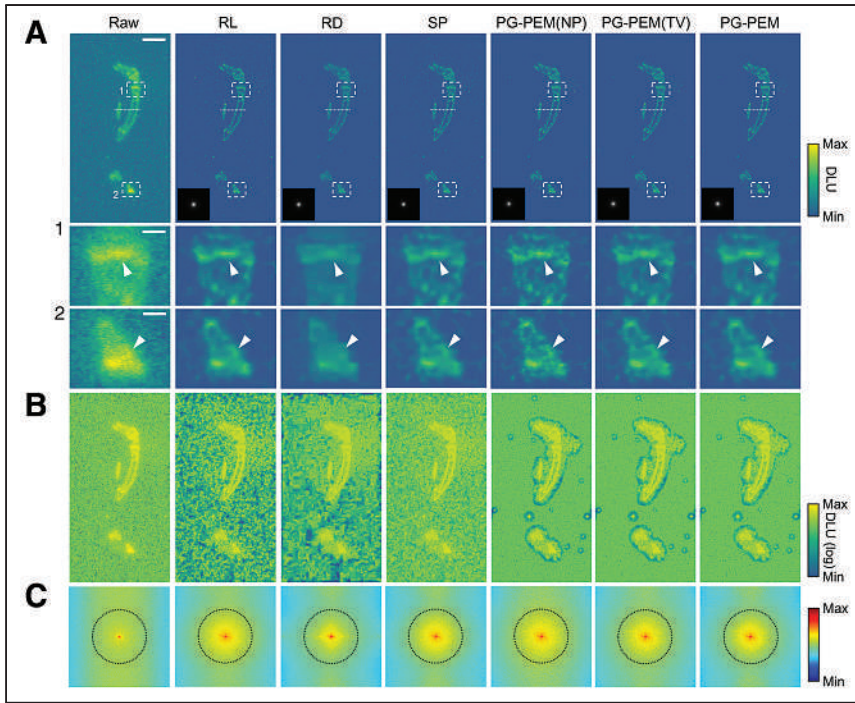 A
Raw RL RD SP PG-PEM(NP) PG-PEM(TV) PG-PEM
1
2
Max
DLU
Min
1
2
B
Max
DLU (log)
Min
C
Max
Min